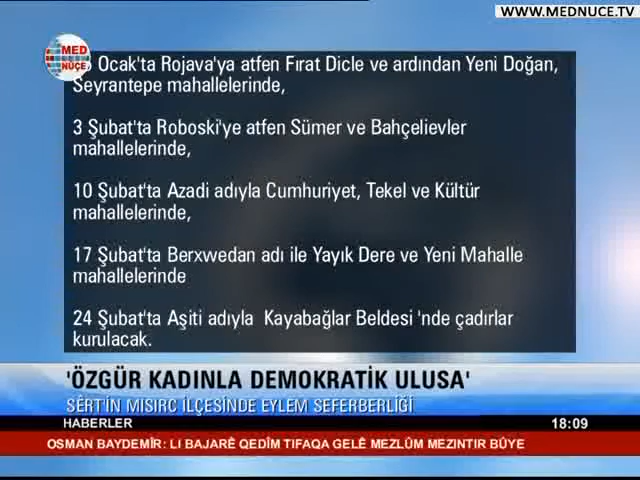 WWW.MEDNUCE.TV
MED
NÛÇE
Ocak'ta Rojava'ya atfen Fırat Dicle ve ardından Yeni Doğan,
Seyrantepe mahallelerinde,
3 Şubat'ta Roboski'ye atfen Sümer ve Bahçelievler
mahallelerinde,
10 Şubat'ta Azadi adıyla Cumhuriyet, Tekel ve Kültür
mahallelerinde,
17 Şubat'ta Berxwedan adı ile Yayık Dere ve Yeni Mahalle
mahallelerinde
24 Şubat'ta Aşiti adıyla Kayabağlar Beldesi 'nde çadırlar
kurulacak.
'ÖZGÜR KADINLA DEMOKRATİK ULUSA'
SÊRT'İN MISIRC İLÇESİNDE EYLEM SEFERBERLİĞİ
HABERLER 18:09
OSMAN BAYDEMİR: LI BAJARÊ QEDÎM TIFAQA GELÊ MEZLÛM MEZINTIR BÛYE